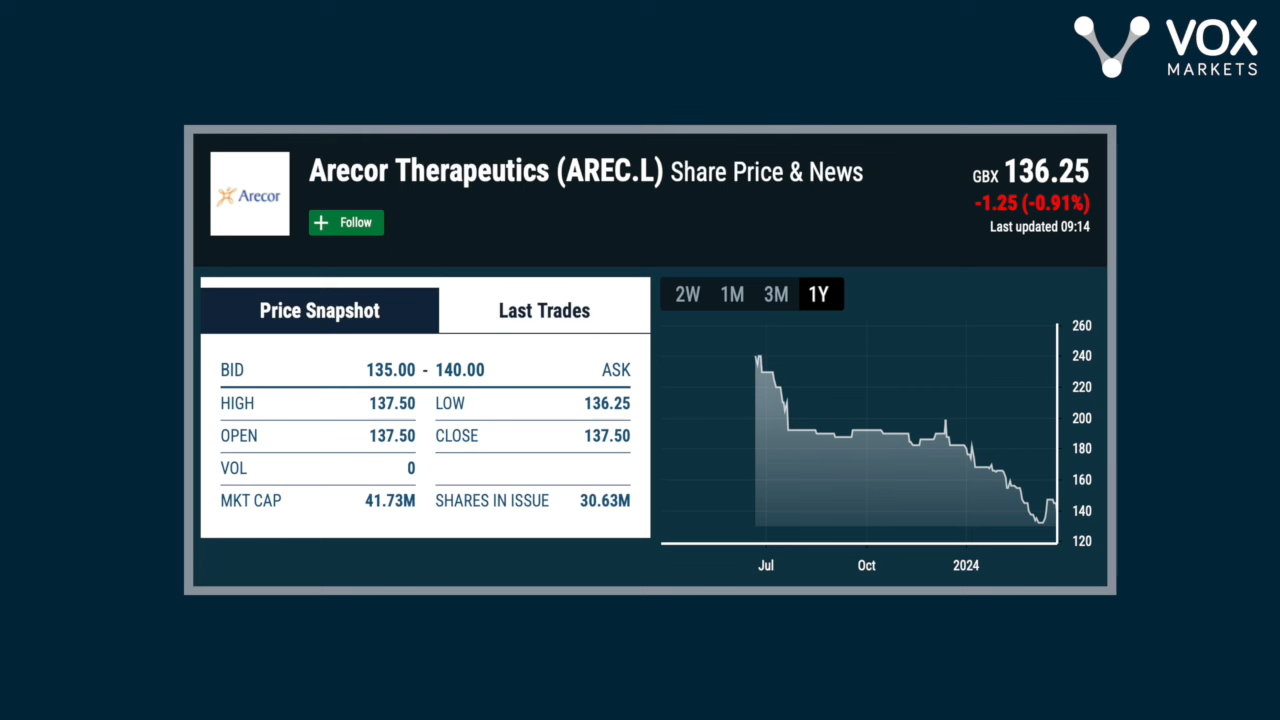 VOX
MARKETS
Arecor
Arecor Therapeutics (AREC.L) Share Price & News
+ Follow
GBX 136.25
-1.25 (-0.91%)
Last updated 09:14
Price Snapshot
Last Trades
BID 135.00 - 140.00 ASK
HIGH 137.50 LOW 136.25
OPEN 137.50 CLOSE 137.50
VOL 0
MKT CAP 41.73M SHARES IN ISSUE 30.63M
2W 1M 3M 1Y
260
240
220
200
180
160
140
120
Jul Oct 2024